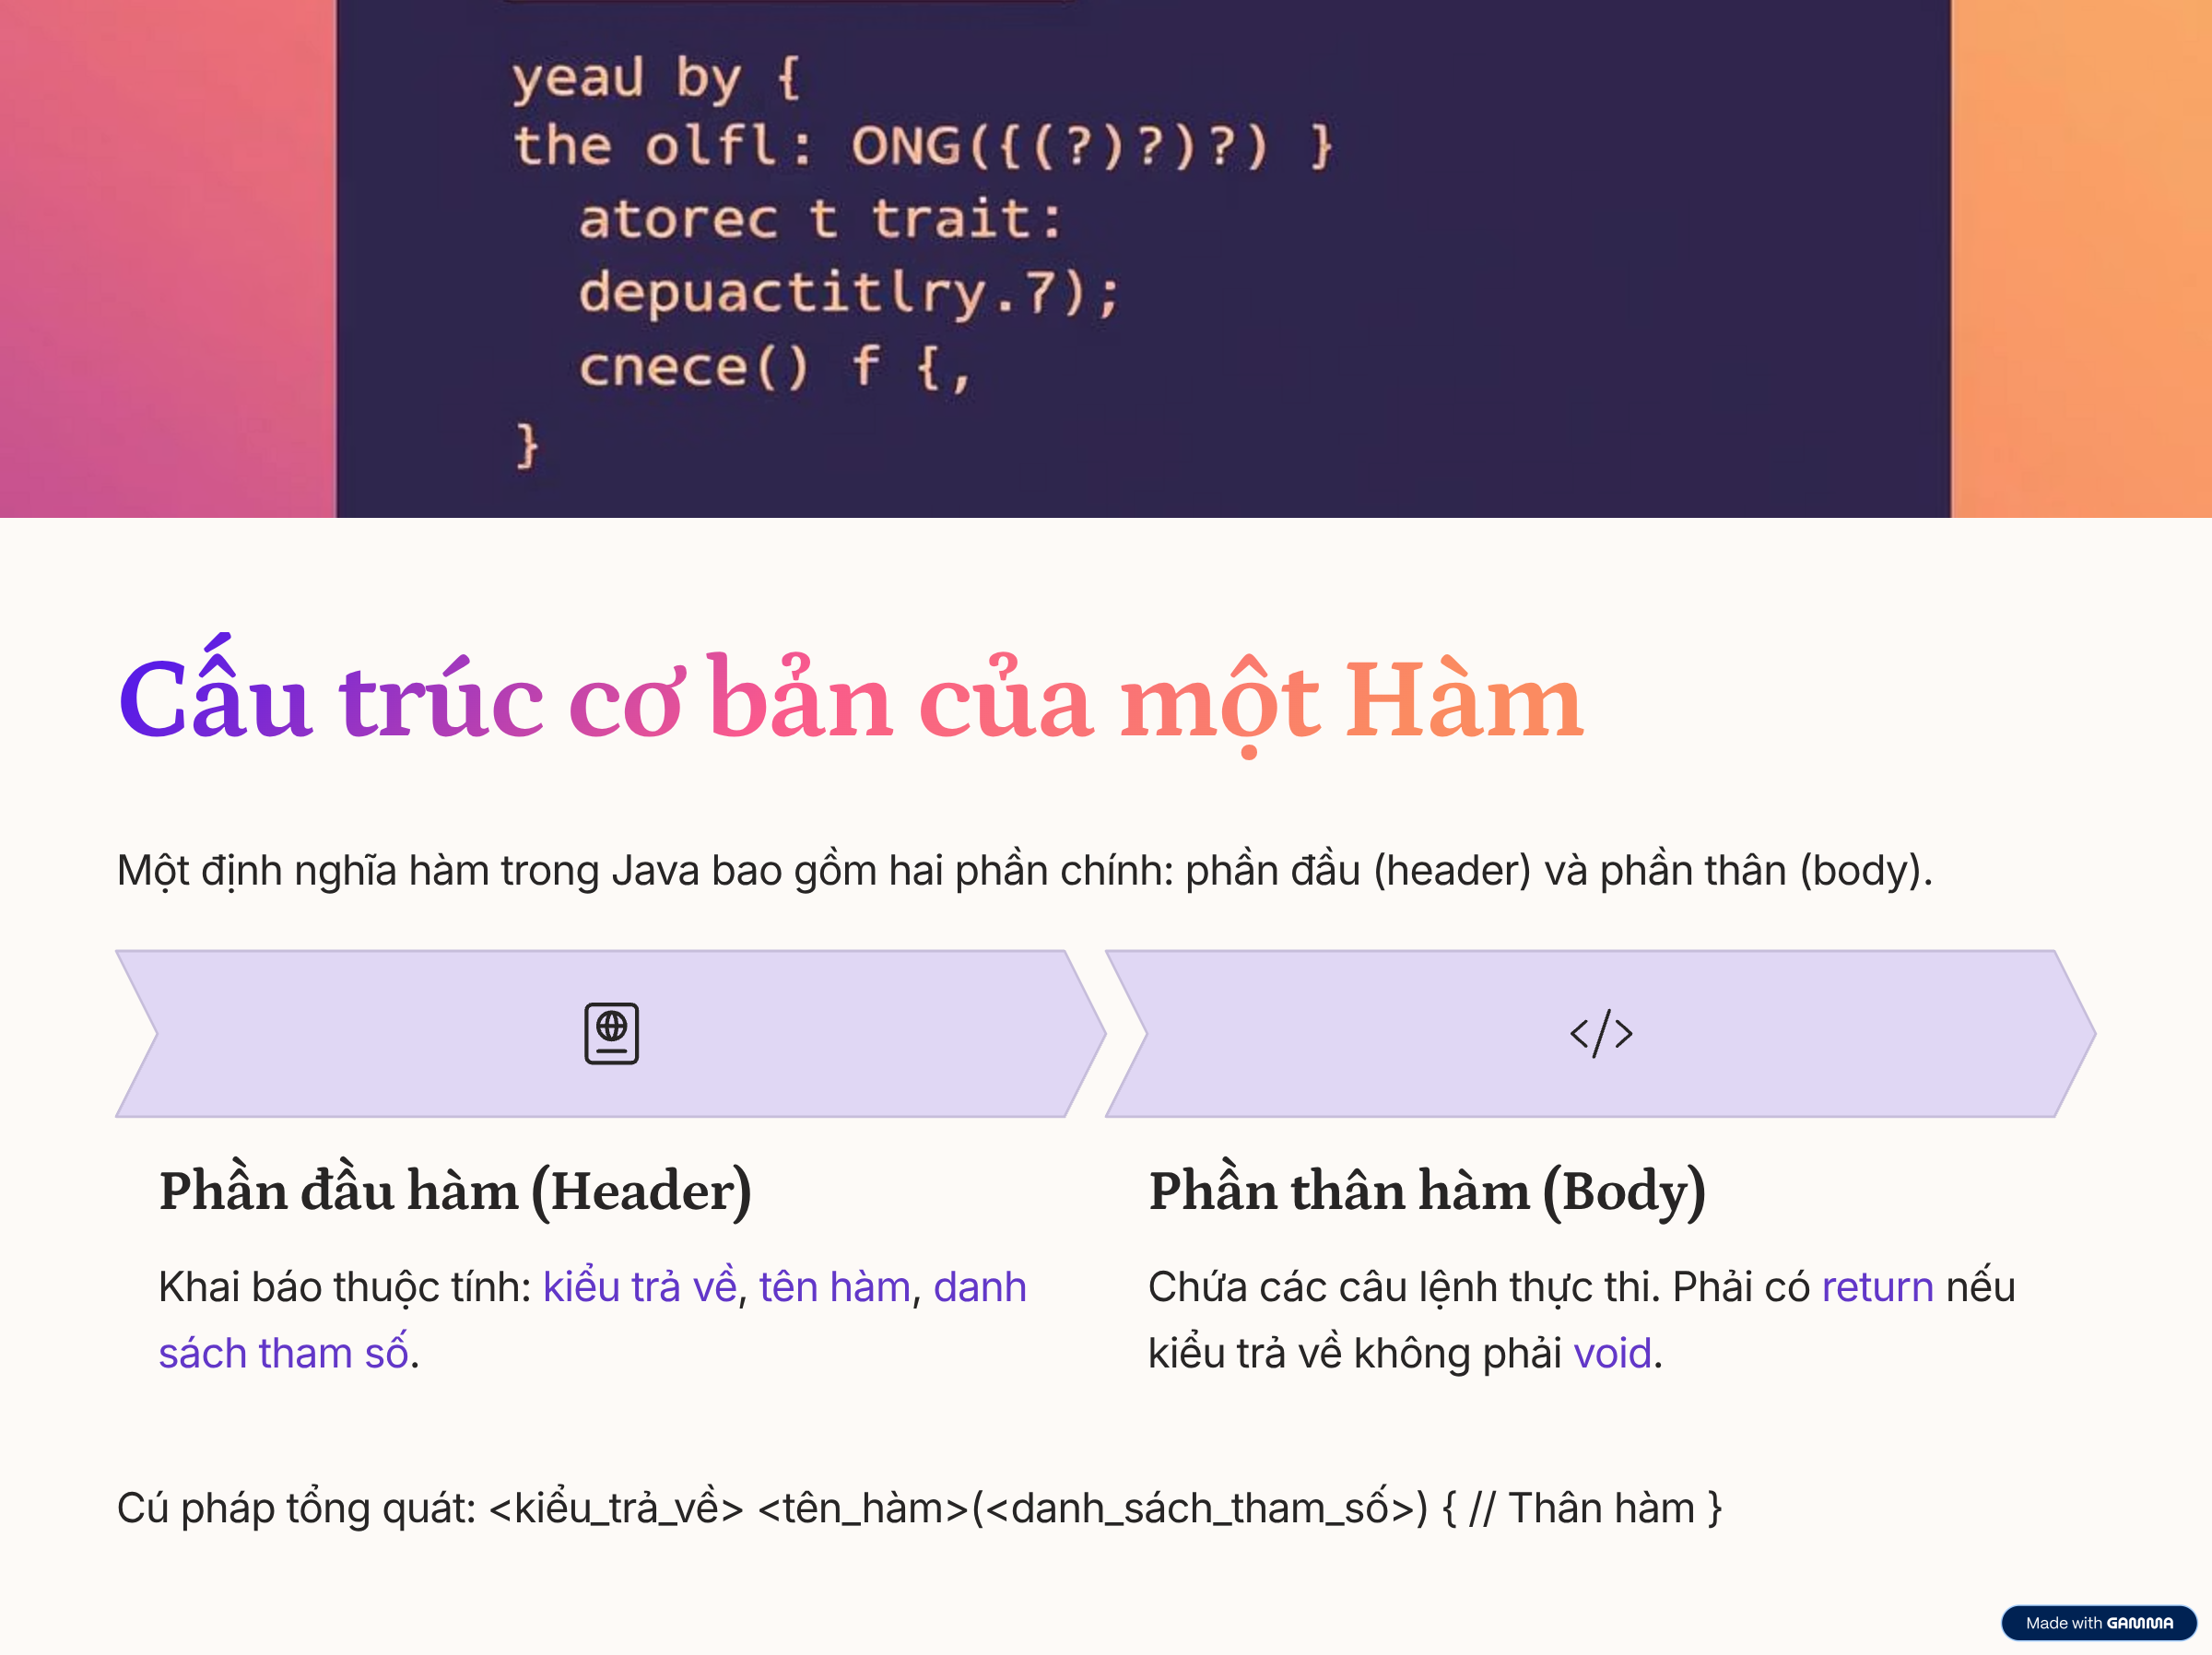 yeau by {
the olfl: ONG({(?)?)?) }
atorec t trait:
depuactitlry.7);
cnece() f {,
}
Cấu trúc cơ bản của một Hàm
Một định nghĩa hàm trong Java bao gồm hai phần chính: phần đầu (header) và phần thân (body).
</>
Phần đầu hàm (Header)
Khai báo thuộc tính: kiểu trả về, tên hàm, danh
sách tham số.
Phần thân hàm (Body)
Chứa các câu lệnh thực thi. Phải có return nếu
kiểu trả về không phải void.
Cú pháp tổng quát: <kiểu_trả_về> <tên_hàm>(<danh_sách_tham_số>) { // Thân hàm }
Made with GAMMA